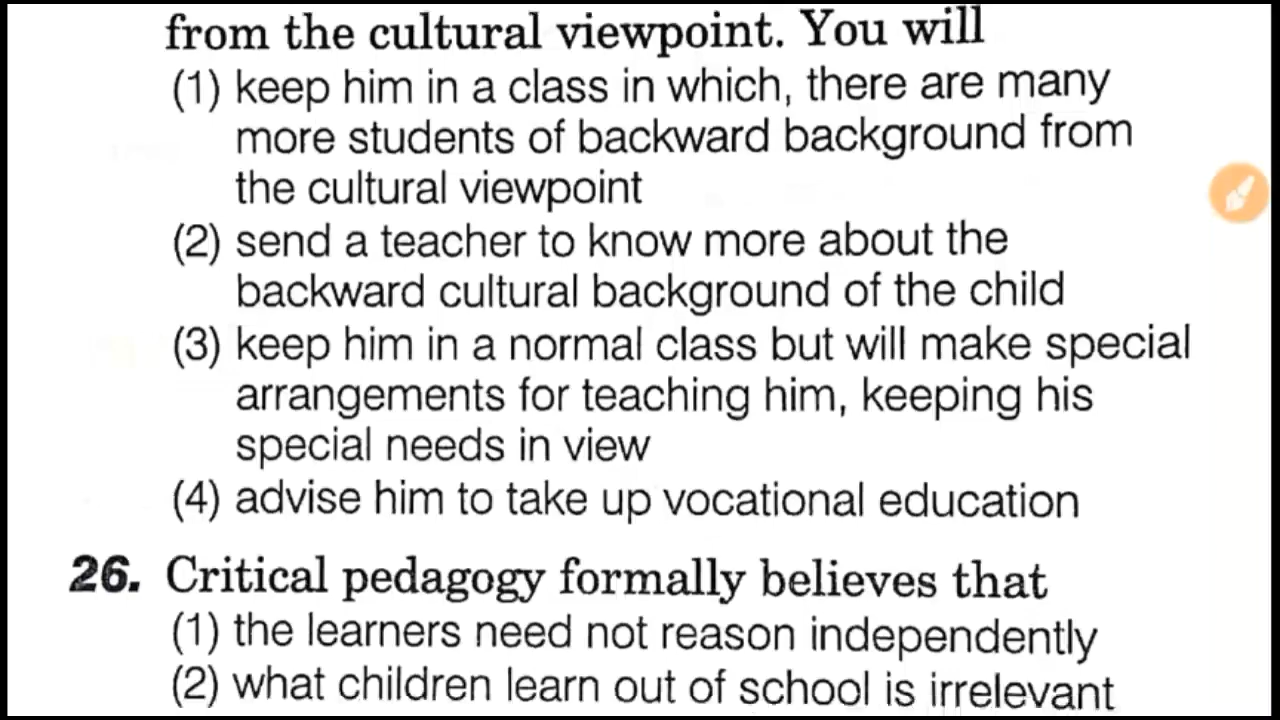 from the cultural viewpoint. You will
(1) keep him in a class in which, there are many
more students of backward background from
the cultural viewpoint
(2) send a teacher to know more about the
backward cultural background of the child
(3) keep him in a normal class but will make special
arrangements for teaching him, keeping his
special needs in view
(4) advise him to take up vocational education
26. Critical pedagogy formally believes that
(1) the learners need not reason independently
(2) what children learn out of school is irrelevant